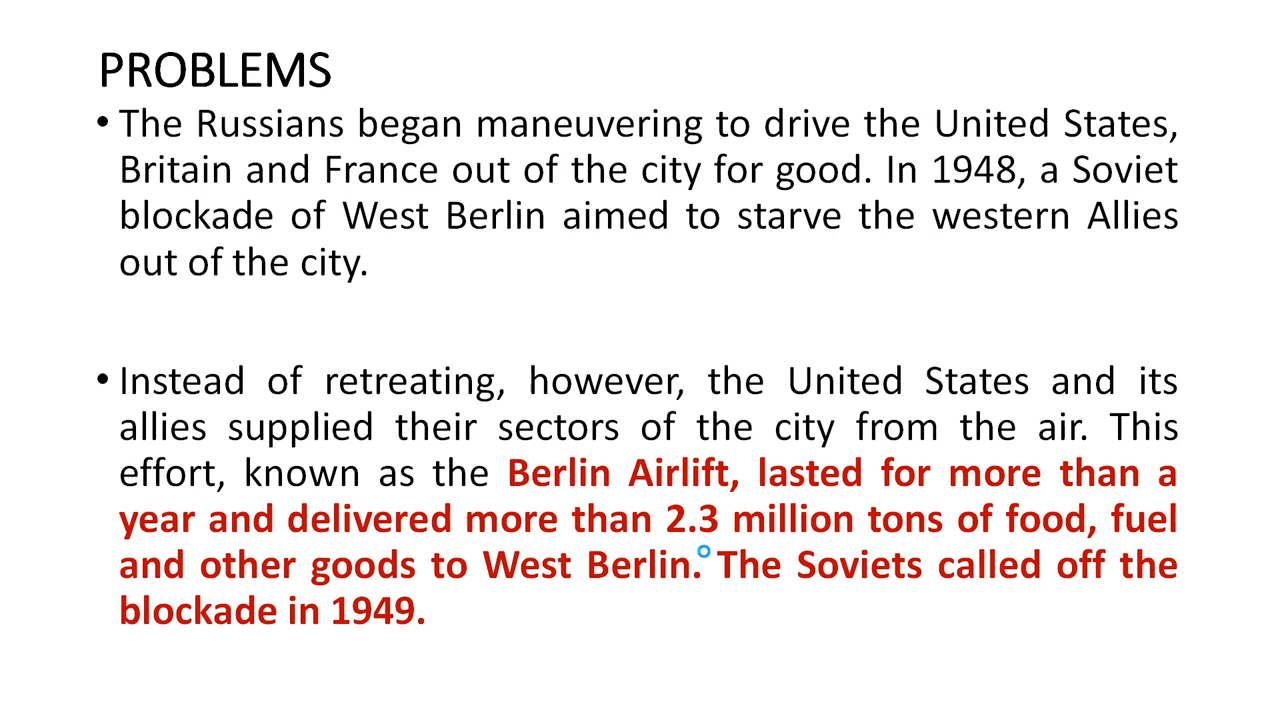 PROBLEMS
• The Russians began maneuvering to drive the United States,
Britain and France out of the city for good. In 1948, a Soviet
blockade of West Berlin aimed to starve the western Allies
out of the city.
• Instead of retreating, however, the United States and its
allies supplied their sectors of the city from the air. This
effort, known as the Berlin Airlift, lasted for more than a
year and delivered more than 2.3 million tons of food, fuel
and other goods to West Berlin. The Soviets called off the
blockade in 1949.